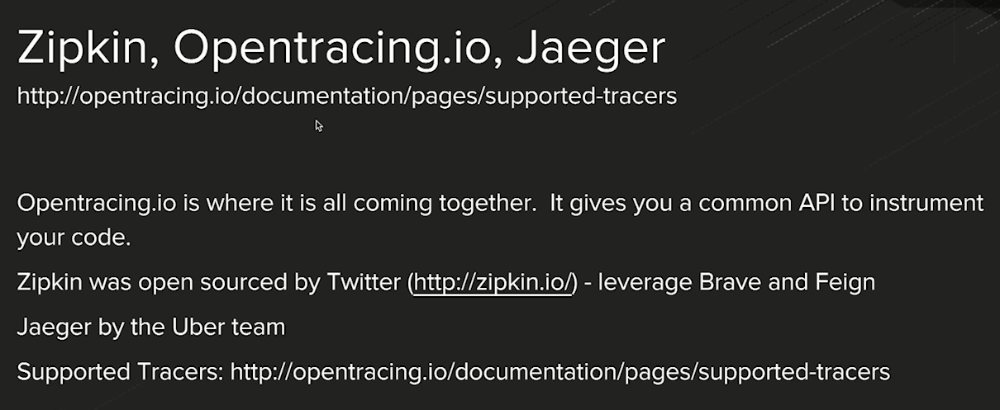 Zipkin, Opentracing.io, Jaeger
http://opentracing.io/documentation/pages/supported-tracers
Opentracing.io is where it is all coming together.  It gives you a common API to instrument
your code.
Zipkin was open sourced by Twitter (http://zipkin.io/) - leverage Brave and Feign
Jaeger by the Uber team
Supported Tracers: http://opentracing.io/documentation/pages/supported-tracers